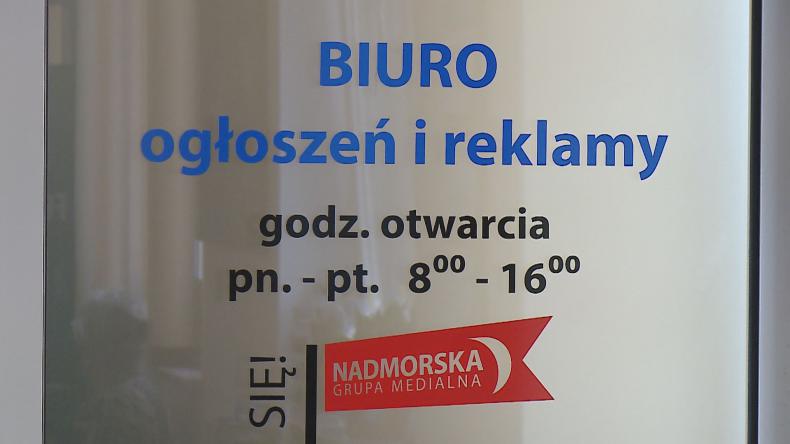 BIURO
ogłoszeń i reklamy
godz. otwarcia
pn. - pt. 8⁰⁰ - 16⁰⁰
SIĘ!
NADMORSKA
GRUPA MEDIALNA